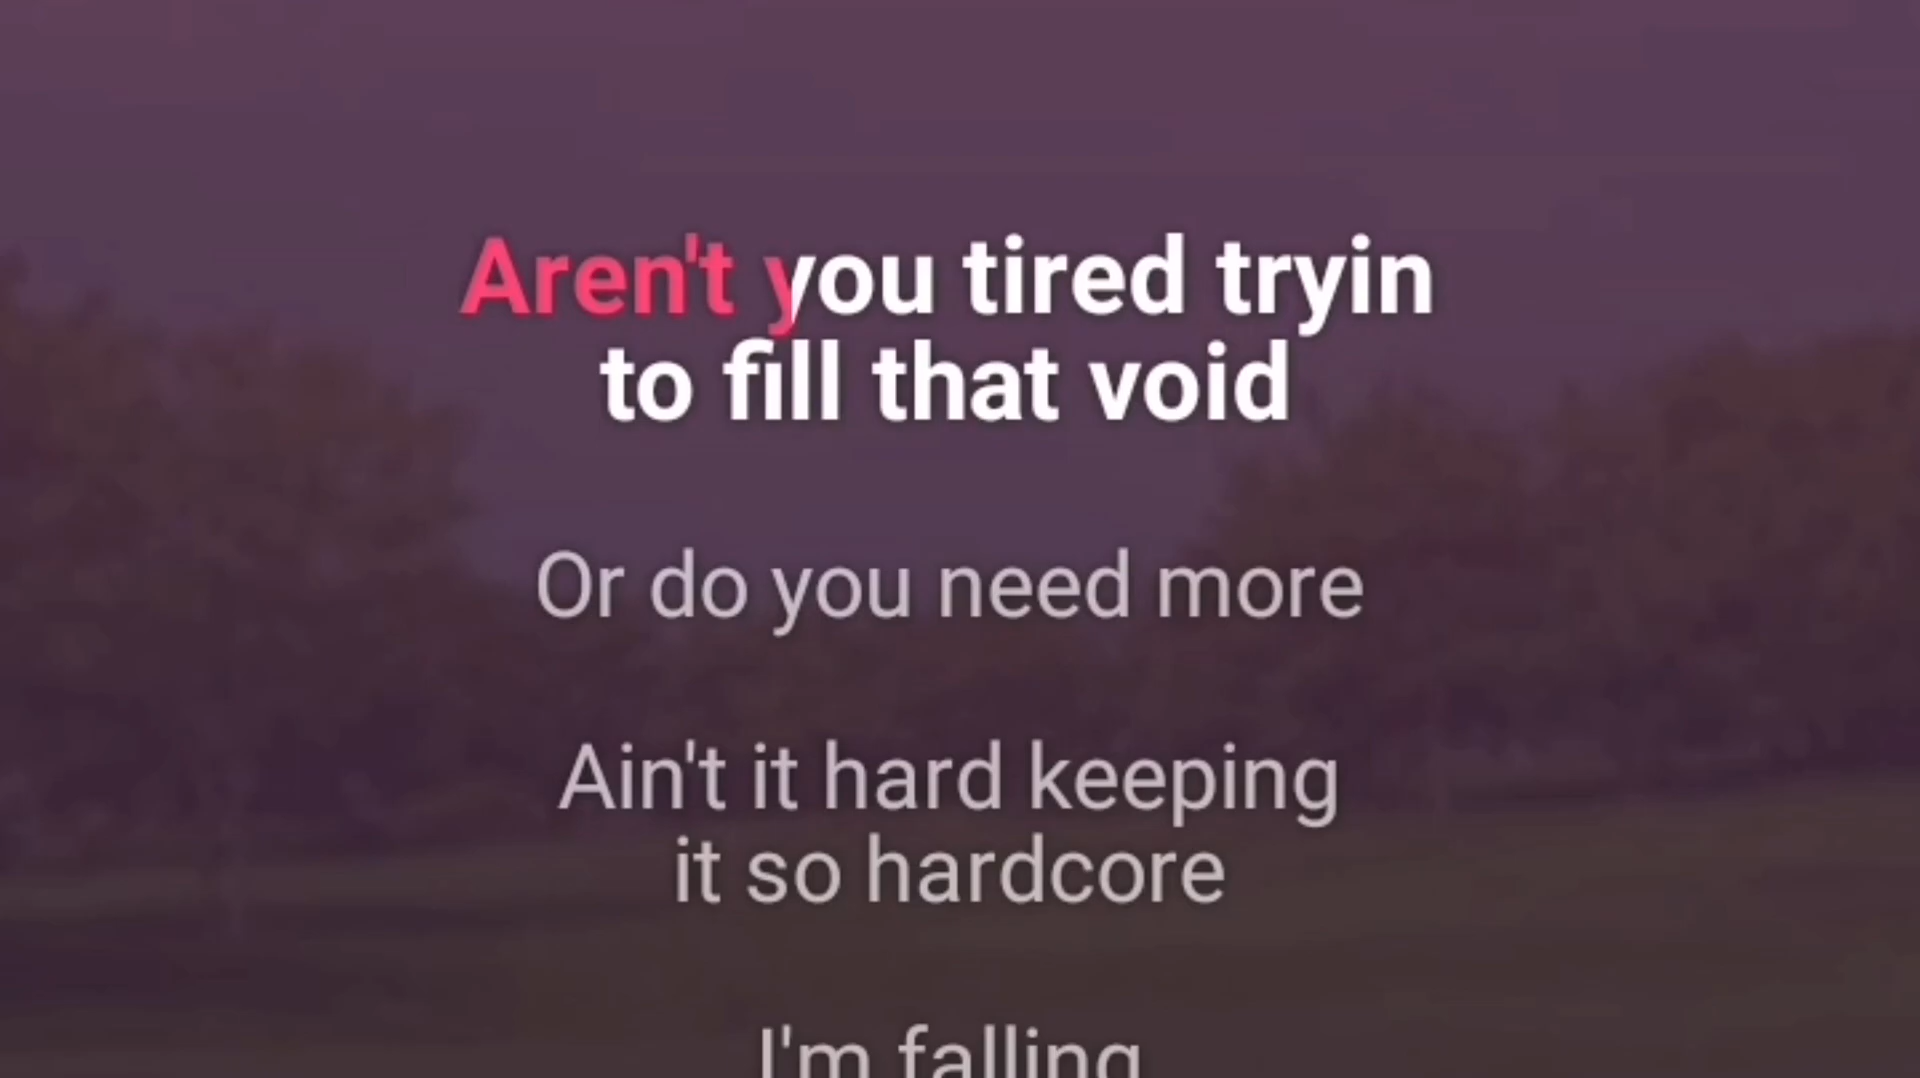 Aren't you tired tryin
to fill that void
Or do you need more
Ain't it hard keeping
it so hardcore
I'm falling